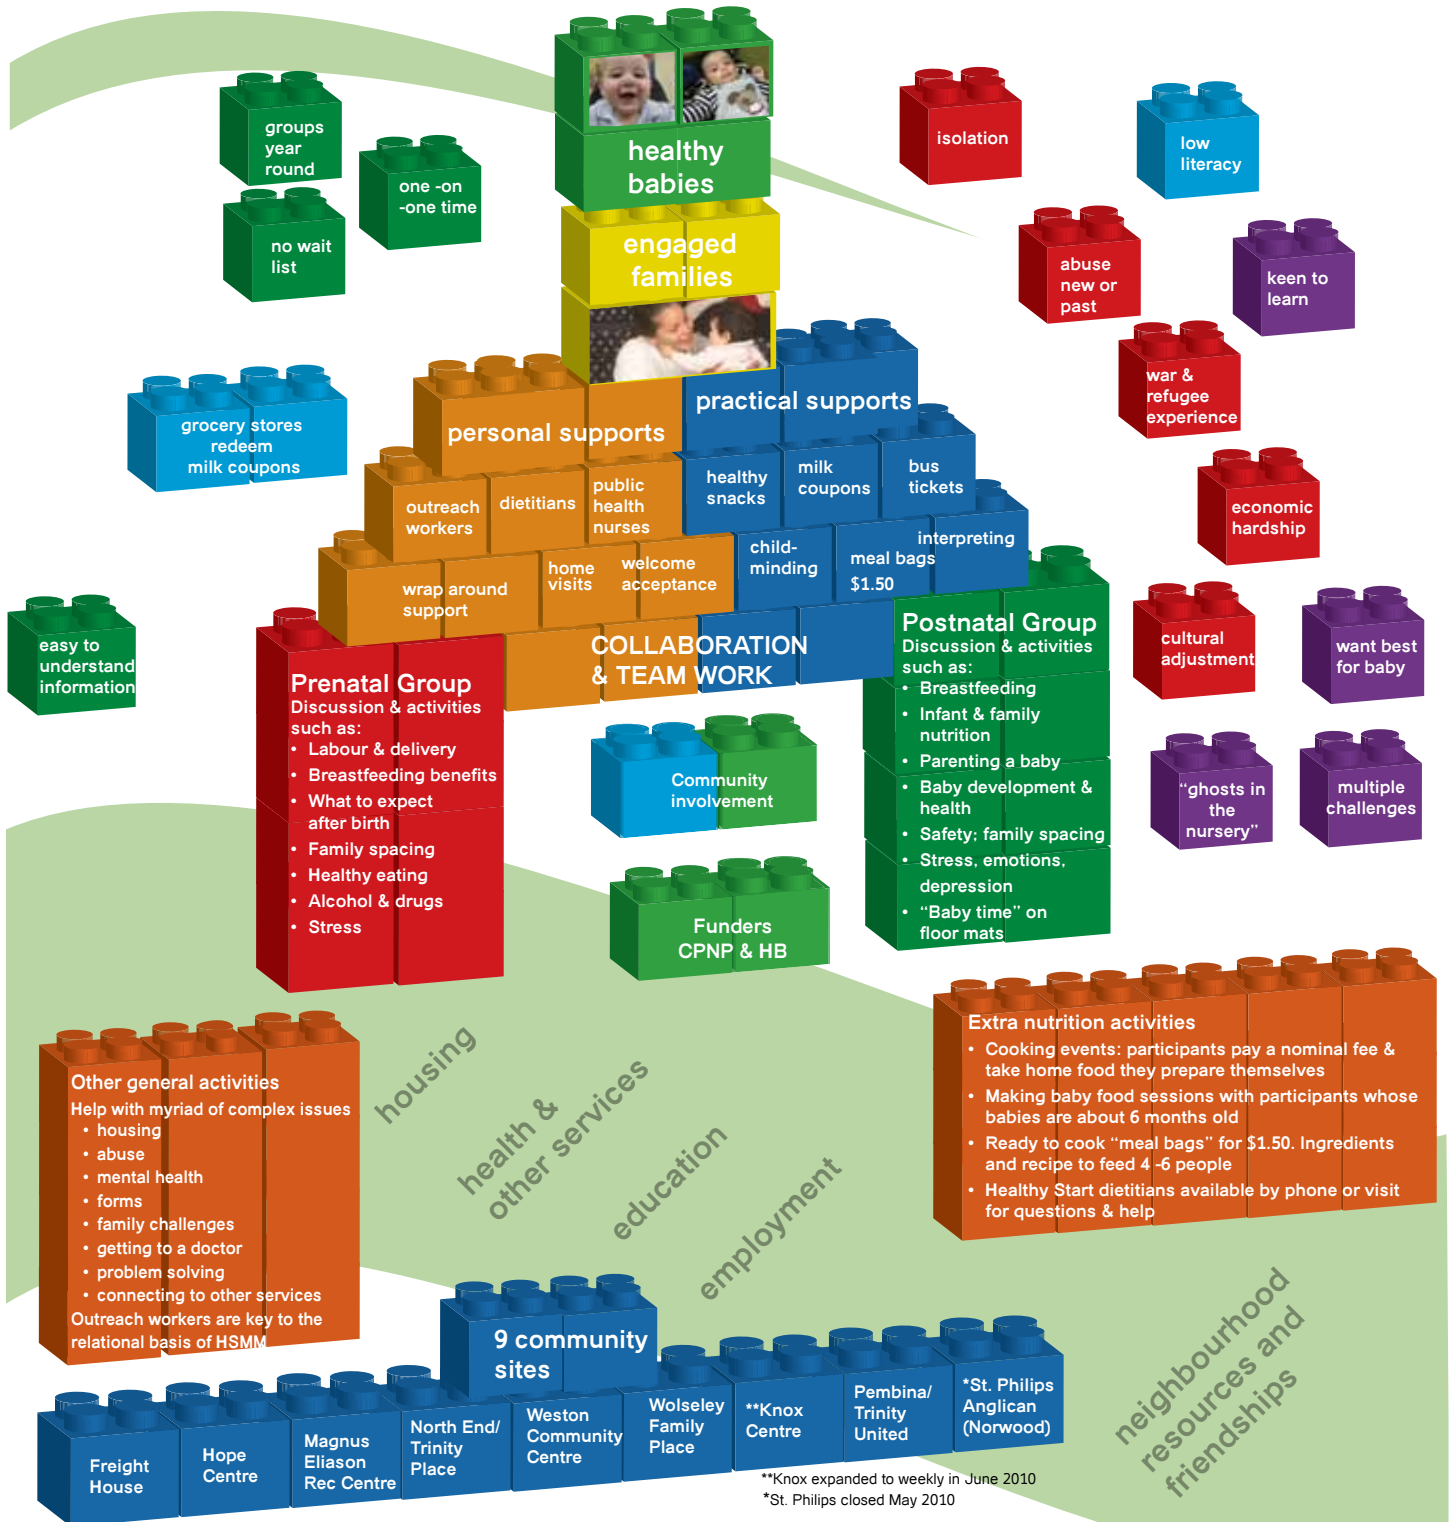 healthy
babies
engaged
families
groups
year
round
one -on
-one time
no wait
list
isolation
low
literacy
abuse
new or
past
keen to
learn
war &
refugee
experience
grocery stores
redeem
milk coupons
personal supports
practical supports
outreach
workers
dietitians
public
health
nurses
healthy
snacks
milk
coupons
bus
tickets
economic
hardship
wrap around
support
home
visits
welcome
acceptance
child-
minding
meal bags
$1.50
interpreting
easy to
understand
information
COLLABORATION
& TEAM WORK
cultural
adjustment
want best
for baby
Prenatal Group
Discussion & activities
such as:
• Labour & delivery
• Breastfeeding benefits
• What to expect
after birth
• Family spacing
• Healthy eating
• Alcohol & drugs
• Stress
Community
involvement
Funders
CPNP & HB
Postnatal Group
Discussion & activities
such as:
• Breastfeeding
• Infant & family
nutrition
• Parenting a baby
• Baby development &
health
• Safety; family spacing
• Stress, emotions,
depression
• “Baby time” on
floor mats
“ghosts in
the
nursery”
multiple
challenges
Other general activities
Help with myriad of complex issues
• housing
• abuse
• mental health
• forms
• family challenges
• getting to a doctor
• problem solving
• connecting to other services
Outreach workers are key to the
relational basis of HSMM
housing
health &
other services
education
employment
Extra nutrition activities
• Cooking events: participants pay a nominal fee &
take home food they prepare themselves
• Making baby food sessions with participants whose
babies are about 6 months old
• Ready to cook “meal bags” for $1.50. Ingredients
and recipe to feed 4 -6 people
• Healthy Start dietitians available by phone or visit
for questions & help
neighbourhood
resources and
friendships
9 community
sites
Freight
House
Hope
Centre
Magnus
Eliason
Rec Centre
North End/
Trinity
Place
Weston
Community
Centre
Wolseley
Family
Place
**Knox
Centre
Pembina/
Trinity
United
*St. Philips
Anglican
(Norwood)
**Knox expanded to weekly in June 2010
*St. Philips closed May 2010